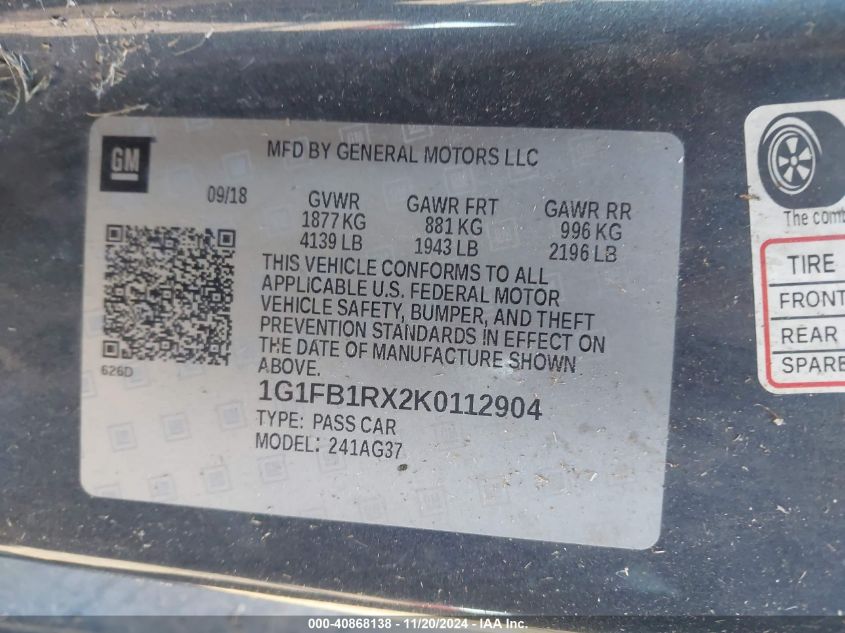 GM
MFD BY GENERAL MOTORS LLC
09/18
GVWR GAWR FRT GAWR RR
1877 KG 881 KG 996 KG
4139 LB 1943 LB 2196 LB
THIS VEHICLE CONFORMS TO ALL
APPLICABLE U.S. FEDERAL MOTOR
VEHICLE SAFETY, BUMPER, AND THEFT
PREVENTION STANDARDS IN EFFECT ON
THE DATE OF MANUFACTURE SHOWN
ABOVE.
626D
1G1FB1RX2K0112904
TYPE: PASS CAR
MODEL: 241AG37
The comb
TIRE
FRONT
REAR
SPARE
000-40868138 - 11/20/2024 - IAA Inc.